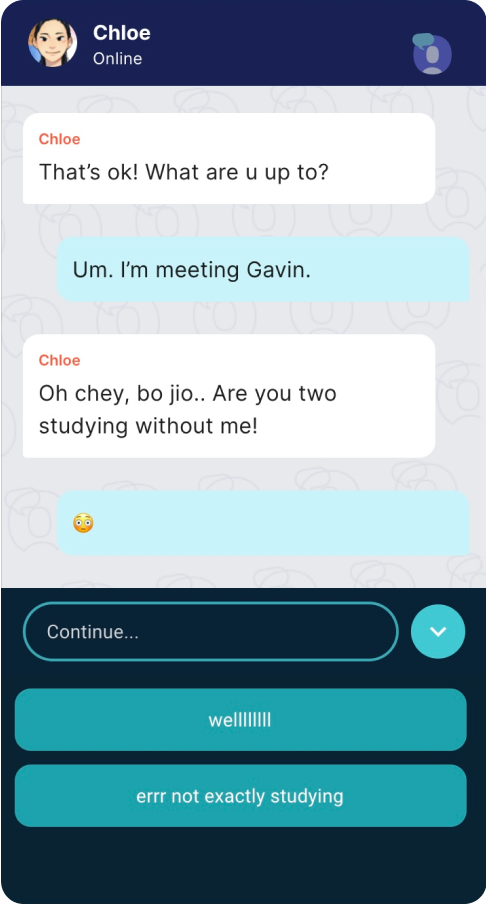 Chloe
Online
Chloe
That’s ok! What are u up to?
Um. I’m meeting Gavin.
Chloe
Oh chey, bo jio.. Are you two
studying without me!
😳
Continue...
wellllllll
errr not exactly studying